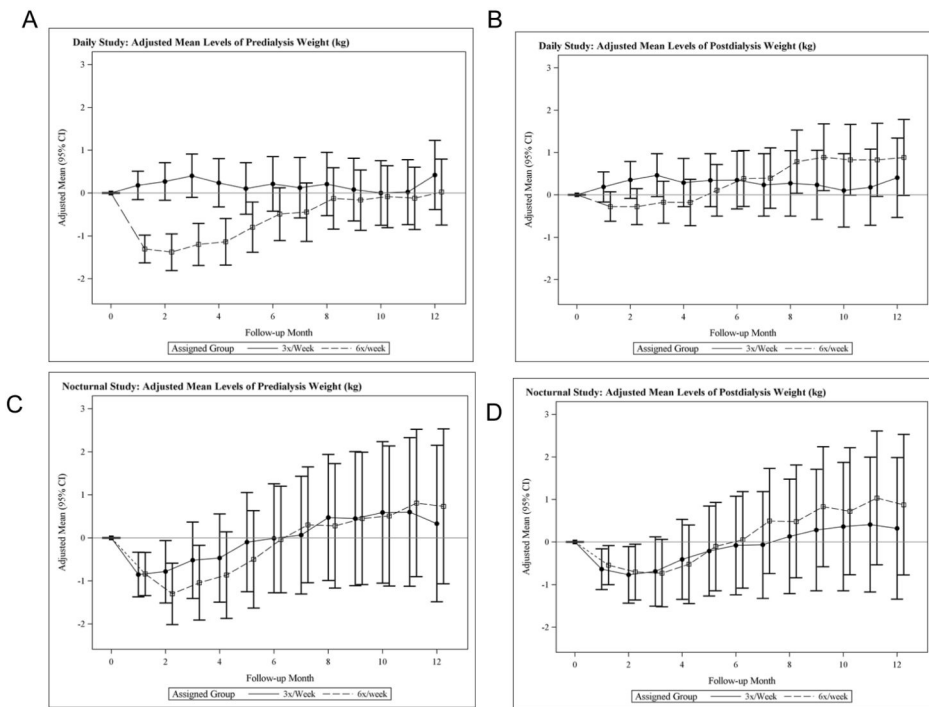 A
Daily Study: Adjusted Mean Levels of Predialysis Weight (kg)
Adjusted Mean (95% CI)
3
2
1
0
-1
-2
0 2 4 6 8 10 12
Follow-up Month
Assigned Group 3x/Week 6x/week
B
Daily Study: Adjusted Mean Levels of Postdialysis Weight (kg)
Adjusted Mean (95% CI)
3
2
1
0
-1
-2
0 2 4 6 8 10 12
Follow-up Month
Assigned Group 3x/Week 6x/week
C
Nocturnal Study: Adjusted Mean Levels of Predialysis Weight (kg)
Adjusted Mean (95% CI)
3
2
1
0
-1
-2
0 2 4 6 8 10 12
Follow-up Month
Assigned Group 3x/Week 6x/week
D
Nocturnal Study: Adjusted Mean Levels of Postdialysis Weight (kg)
Adjusted Mean (95% CI)
3
2
1
0
-1
-2
0 2 4 6 8 10 12
Follow-up Month
Assigned Group 3x/Week 6x/week